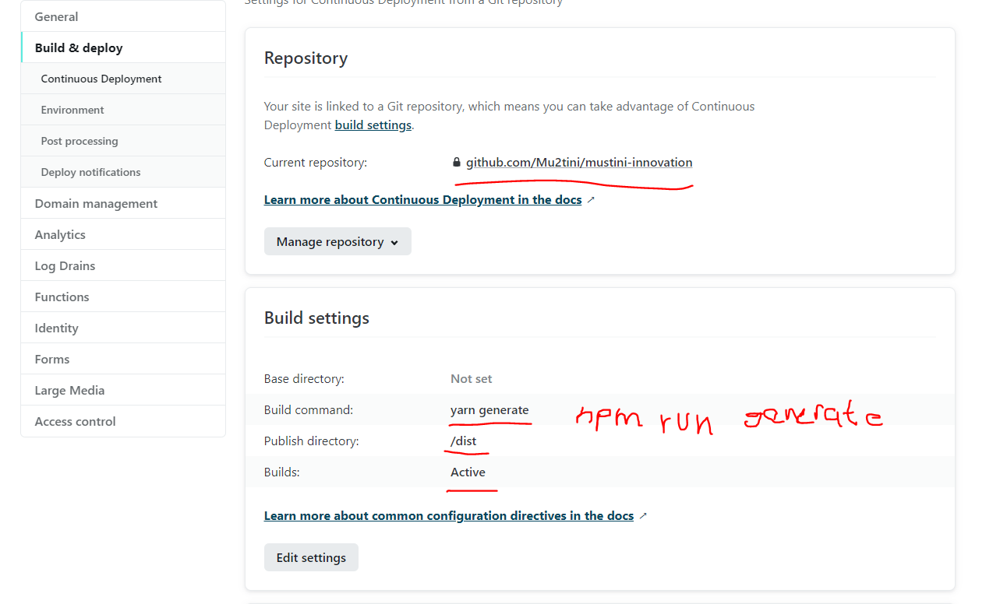 Settings for Continuous Deployment from a Git repository
General
Build & deploy
Continuous Deployment
Environment
Post processing
Deploy notifications
Domain management
Analytics
Log Drains
Functions
Identity
Forms
Large Media
Access control
Repository
Your site is linked to a Git repository, which means you can take advantage of Continuous
Deployment build settings.
Current repository: github.com/Mu2tini/mustini-innovation
Learn more about Continuous Deployment in the docs ↗
Manage repository
Build settings
Base directory: Not set
Build command: yarn generate npm run generate
Publish directory: /dist
Builds: Active
Learn more about common configuration directives in the docs ↗
Edit settings